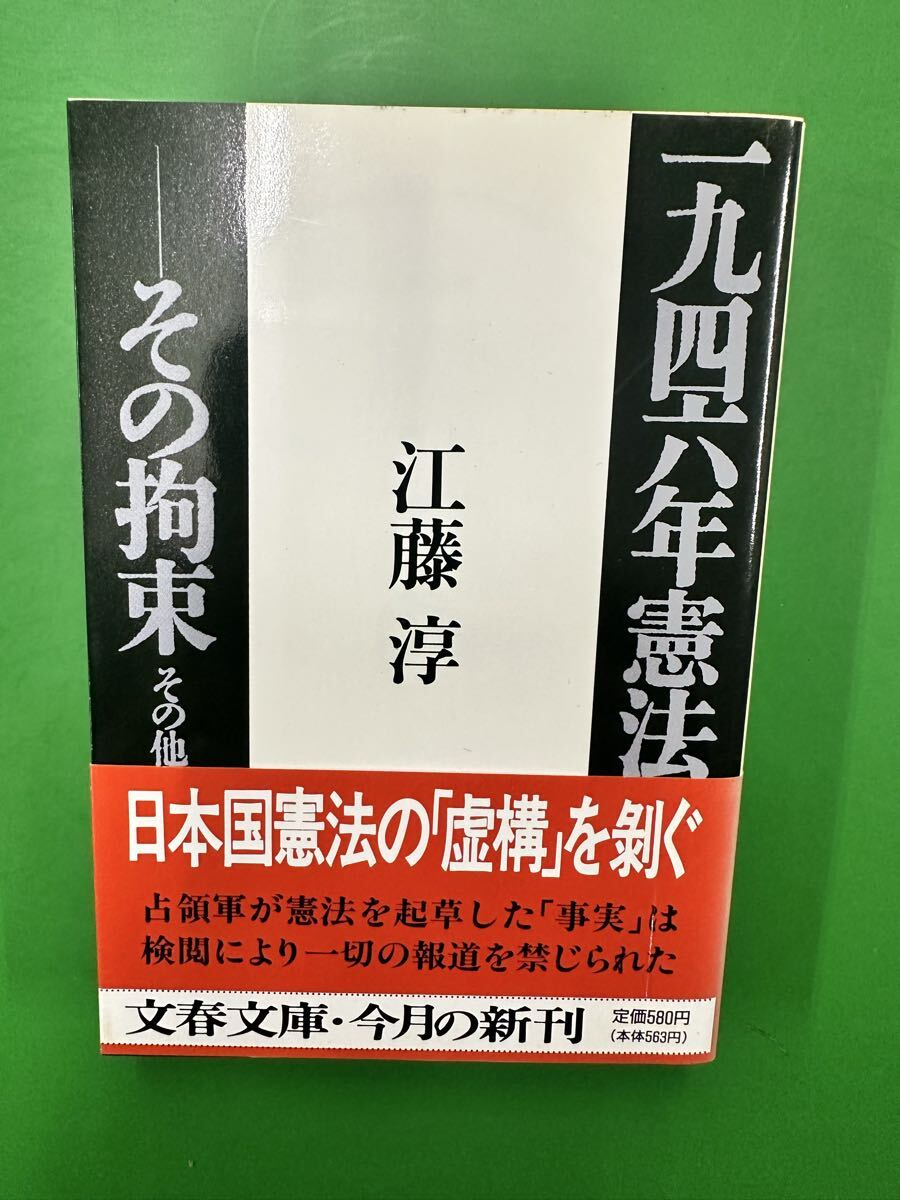 一九四六年憲法
江藤 淳
――その拘束 その他
日本国憲法の「虚構」を剝ぐ
占領軍が憲法を起草した「事実」は
検閲により一切の報道を禁じられた
文春文庫・今月の新刊
定価580円
(本体563円)